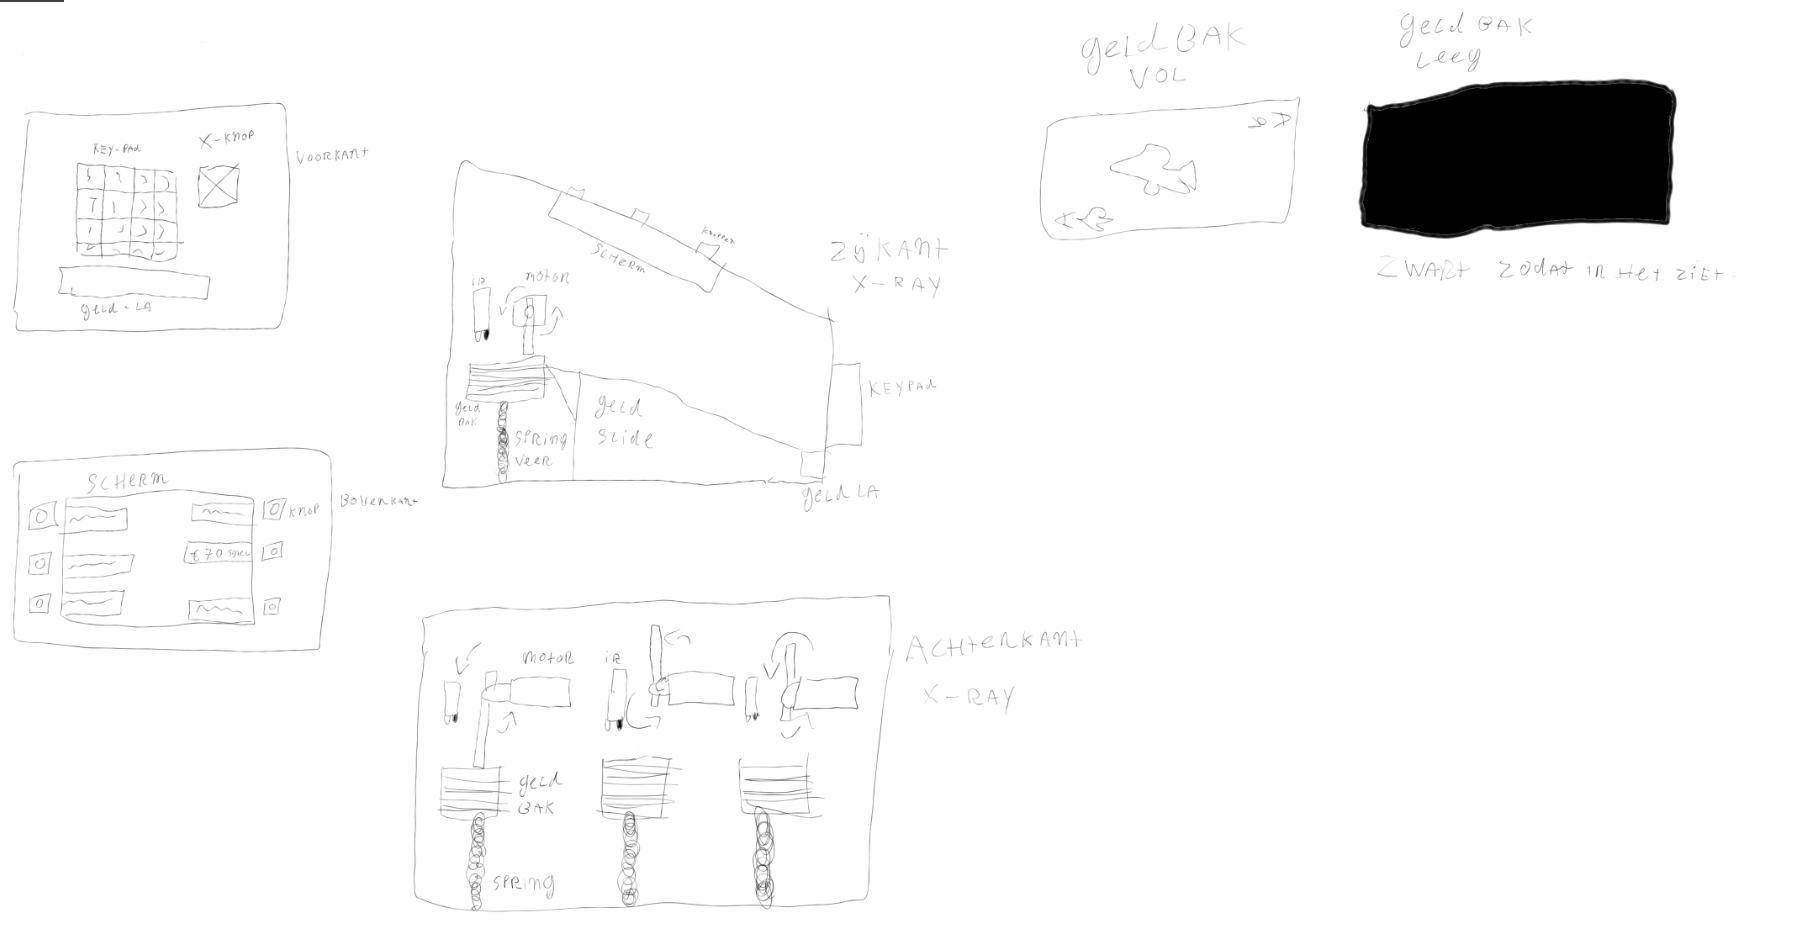 geld BAK
VOL
geld BAK
Leeg
ZWART ZODAT IR Het ZIET.
KEY-PAd
X-KNOP
VOORKANT
geld-LA
SCHERM
KNOPPEN
ZIJKANT
X-RAY
iR
MOTOR
KEYPAd
geld
BAK
SPRing
VEER
geld
SLide
geLd LA
SCHERM
KNOP
BOVENKANT
€70 SNEL
MOTOR
iR
ACHTERKANT
X-RAY
geld
BAK
SPRing